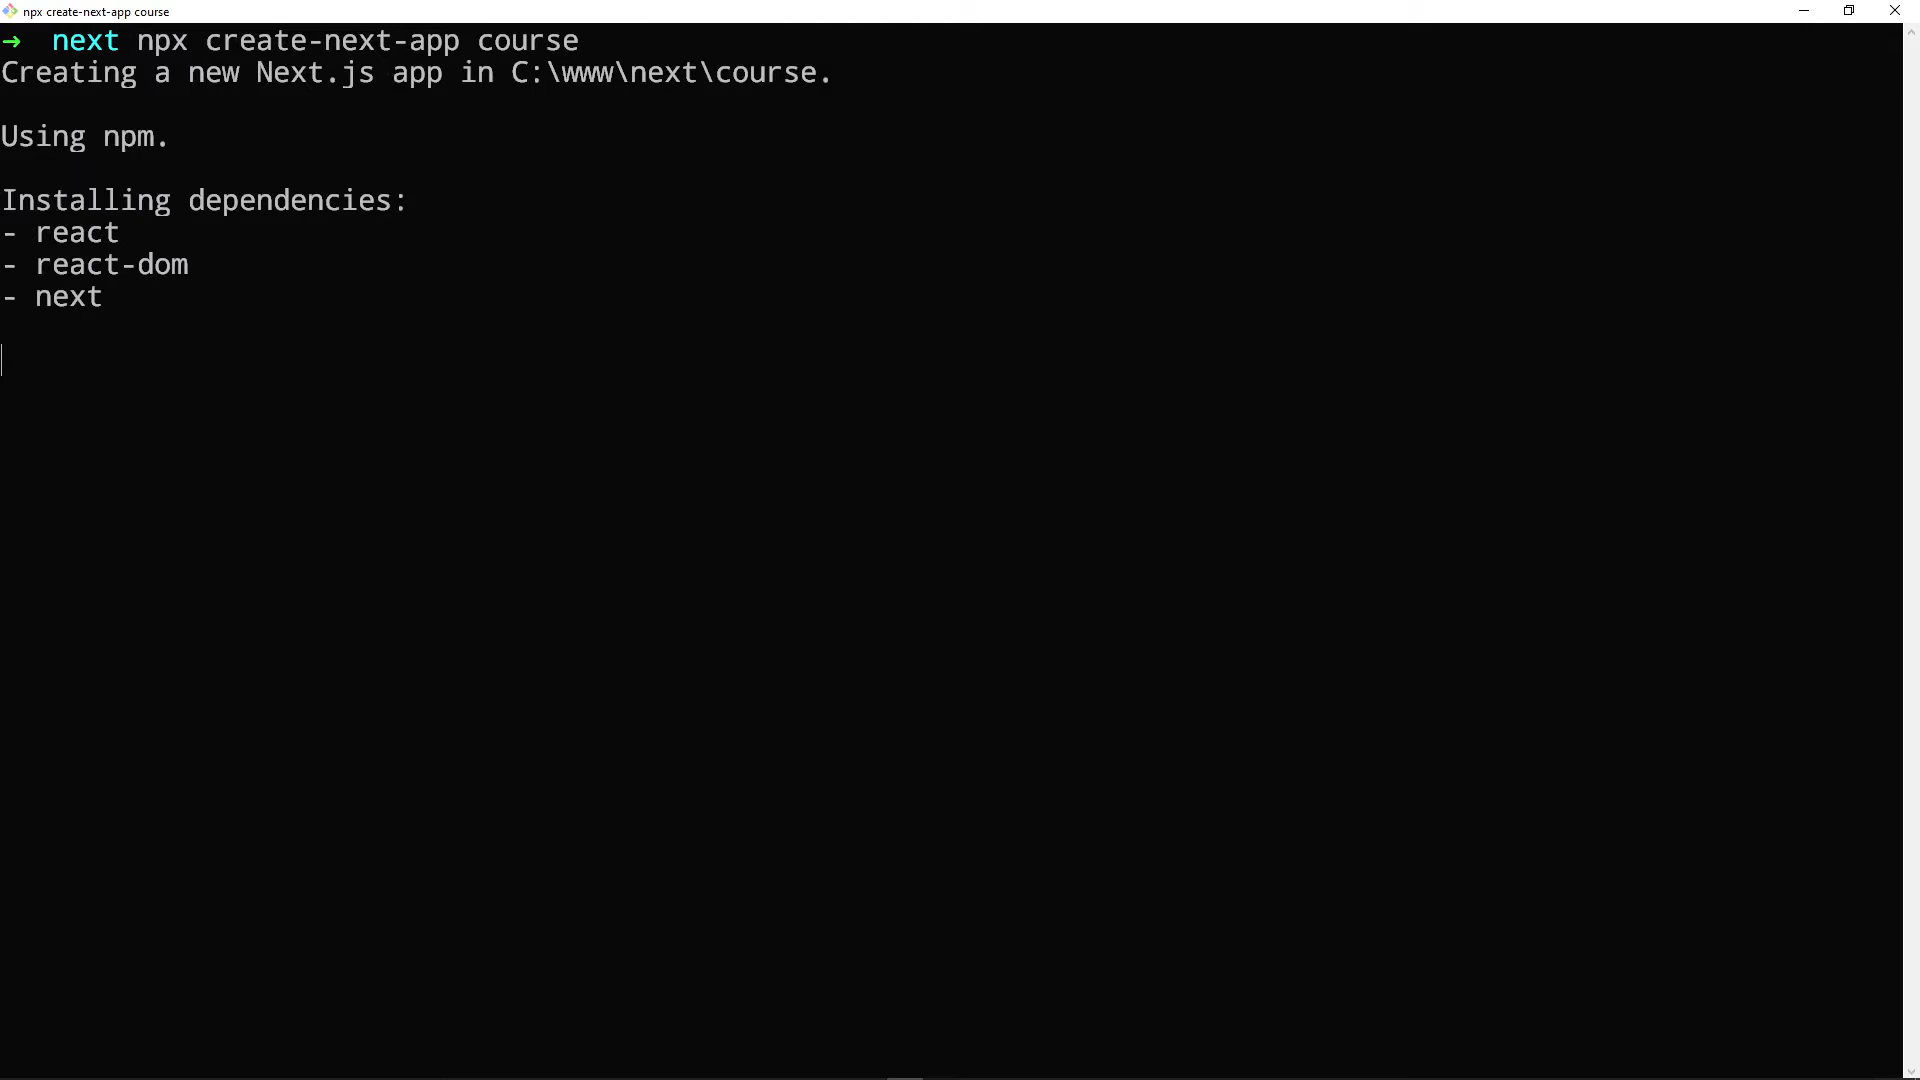 npx create-next-app course
→ next npx create-next-app course
Creating a new Next.js app in C:\www\next\course.
Using npm.
Installing dependencies:
- react
- react-dom
- next